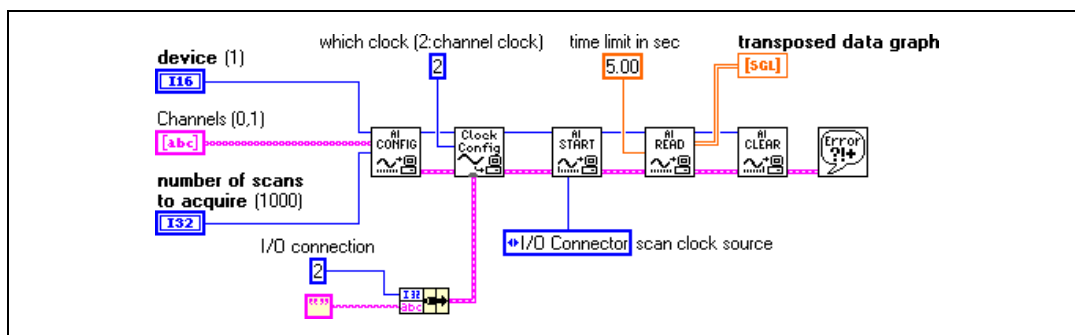 which clock (2:channel clock)
time limit in sec
transposed data graph
device (1)
2
5.00
[SGL]
I16
Channels (0,1)
[abc]
AI CONFIG
Clock Config
AI START
AI READ
AI CLEAR
Error ?!+
number of scans
to acquire (1000)
I32
I/O connection
I/O Connector
scan clock source
2
I32
abc
""